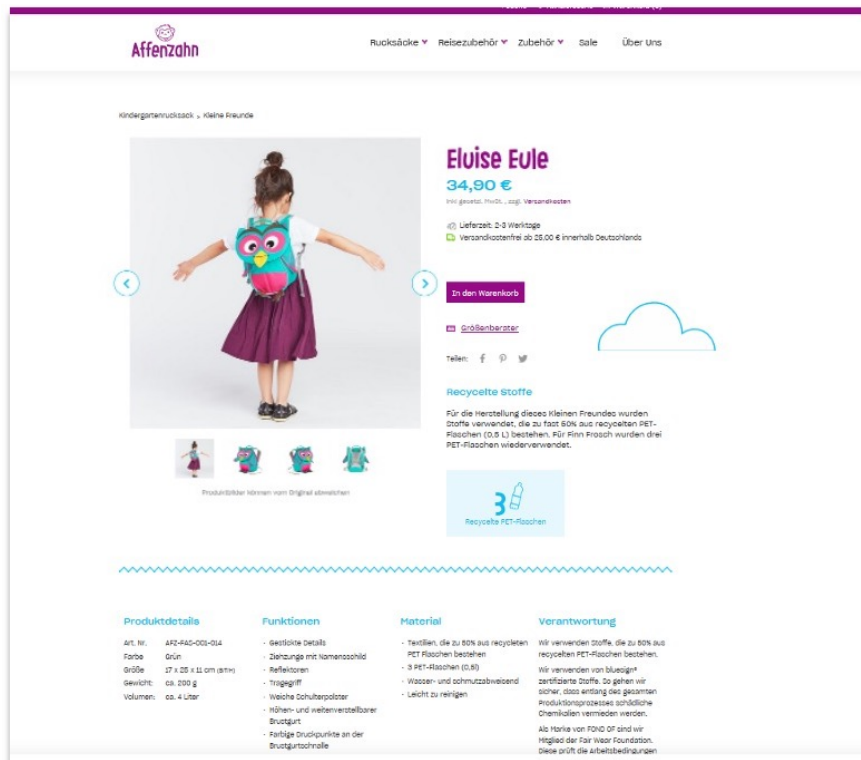 Affenzahn
Rucksäcke Reisezubehör Zubehör Sale Über Uns
Kindergartenrucksack > Kleine Freunde
Eluise Eule
34,90 €
Inkl gesetzl. MwSt., zzgl. Versandkosten
Lieferzeit: 2-3 Werktage
Versandkostenfrei ab 25,00 € innerhalb Deutschlands
In den Warenkorb
Größenberater
Teilen:
Recycelte Stoffe
Für die Herstellung dieses Kleinen Freundes wurden
Stoffe verwendet, die zu fast 50% aus recycelten PET-
Flaschen (0,5 L) bestehen. Für Finn Frosch wurden drei
PET-Flaschen wiederverwendet.
3
Recycelte PET-Flaschen
Produktbilder können vom Original abweichen
Produktdetails
Art. Nr. AFZ-FAS-001-014
Farbe Grün
Größe 17 x 25 x 11 cm (B/T/H)
Gewicht: ca. 200 g
Volumen: ca. 4 Liter
Funktionen
· Gestickte Details
· Ziehzunge mit Namensschild
· Reflektoren
· Tragegriff
· Weiche Schulterpolster
· Höhen- und weitenverstellbarer
Brustgurt
· Farbige Druckpunkte an der
Brustgurtschnalle
Material
· Textilien, die zu 50% aus recycleten
PET Flaschen bestehen
· 3 PET-Flaschen (0,5l)
· Wasser- und schmutzabweisend
· Leicht zu reinigen
Verantwortung
Wir verwenden Stoffe, die zu 50% aus
recycelten PET-Flaschen bestehen.
Wir verwenden von bluesign®
zertifizierte Stoffe. So gehen wir
sicher, dass entlang des gesamten
Produktionsprozesses schädliche
Chemikalien vermieden werden.
Als Marke von FOND OF sind wir
Mitglied der Fair Wear Foundation.
Diese prüft die Arbeitsbedingungen